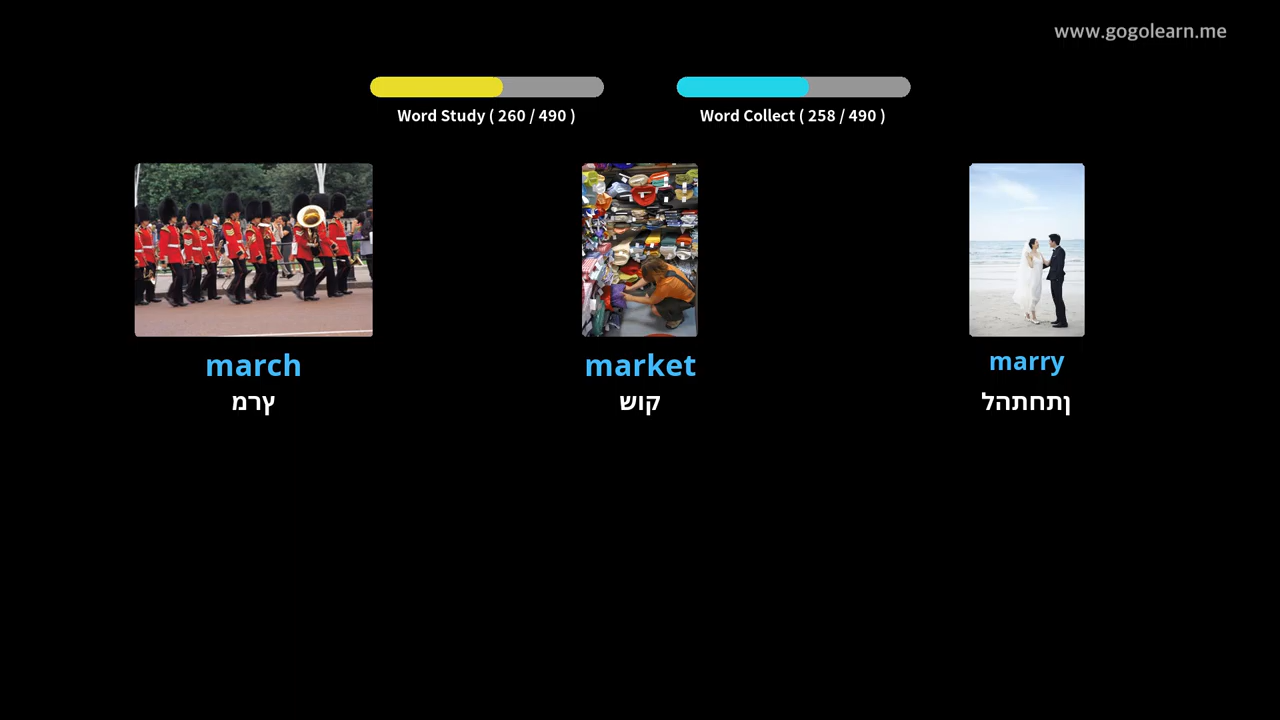 www.gogolearn.me
Word Study ( 260 / 490 )
Word Collect ( 258 / 490 )
march
ץרמ
market
קוש
marry
ןתחתהל